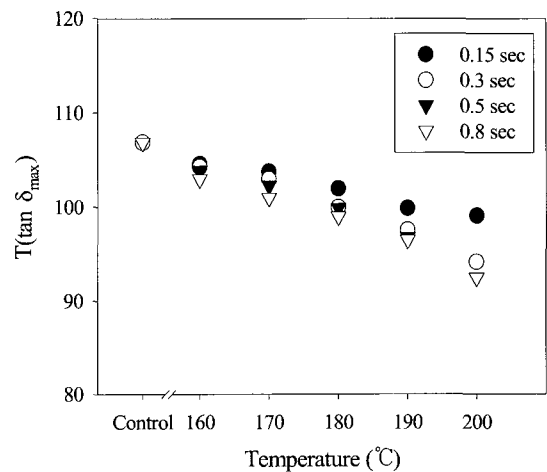 120
110
100
90
80
T(tan δmax)
0.15 sec
0.3 sec
0.5 sec
0.8 sec
Control 160 170 180 190 200
Temperature (℃)